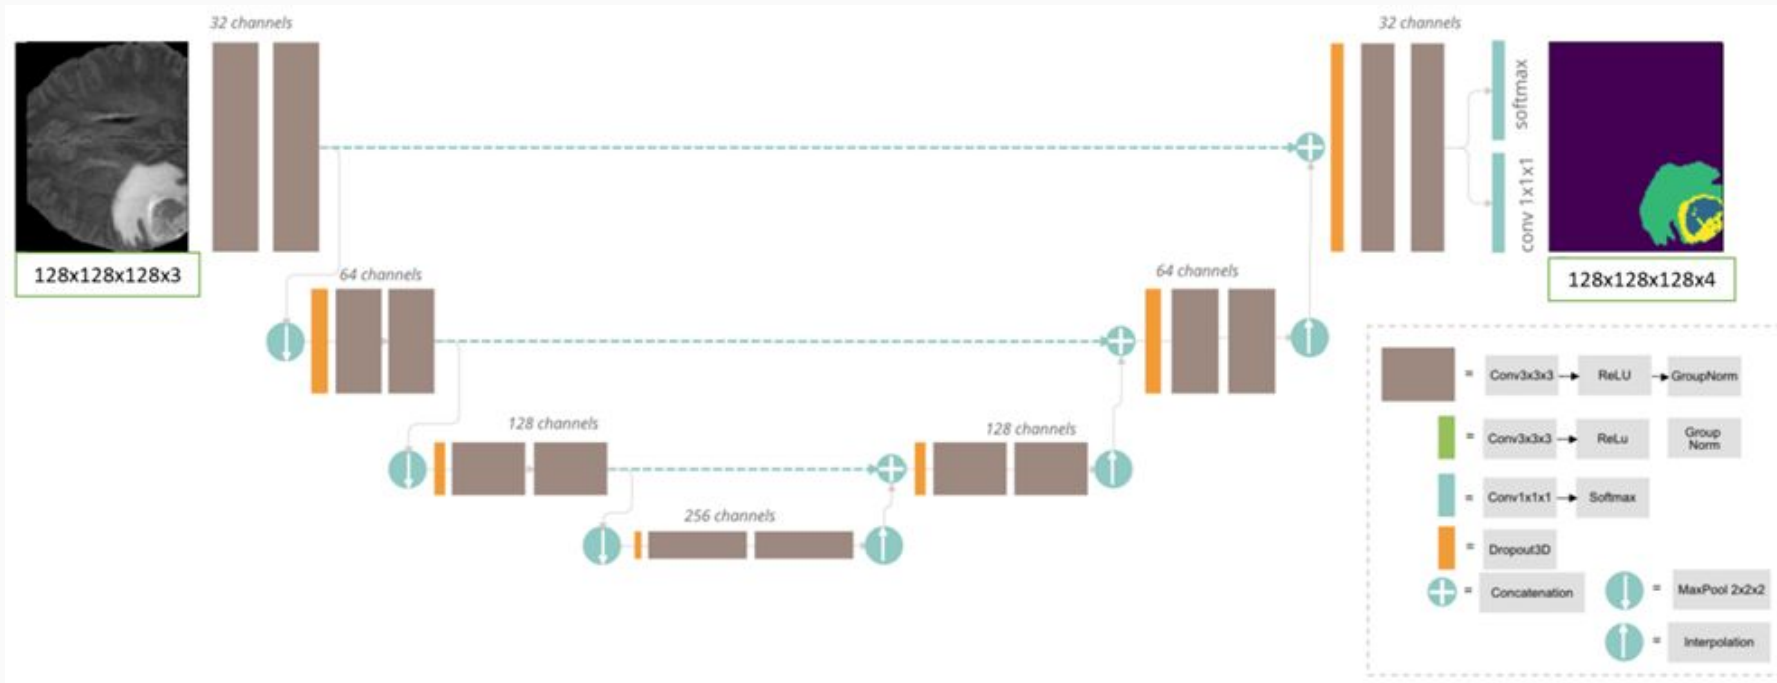 32 channels
32 channels
softmax
conv 1x1x1
128x128x128x3
64 channels
64 channels
128x128x128x4
128 channels
128 channels
256 channels
= Conv3x3x3 ReLU GroupNorm
= Conv3x3x3 ReLu Group
Norm
= Conv1x1x1 Softmax
= Dropout3D
= Concatenation
= MaxPool 2x2x2
= Interpolation